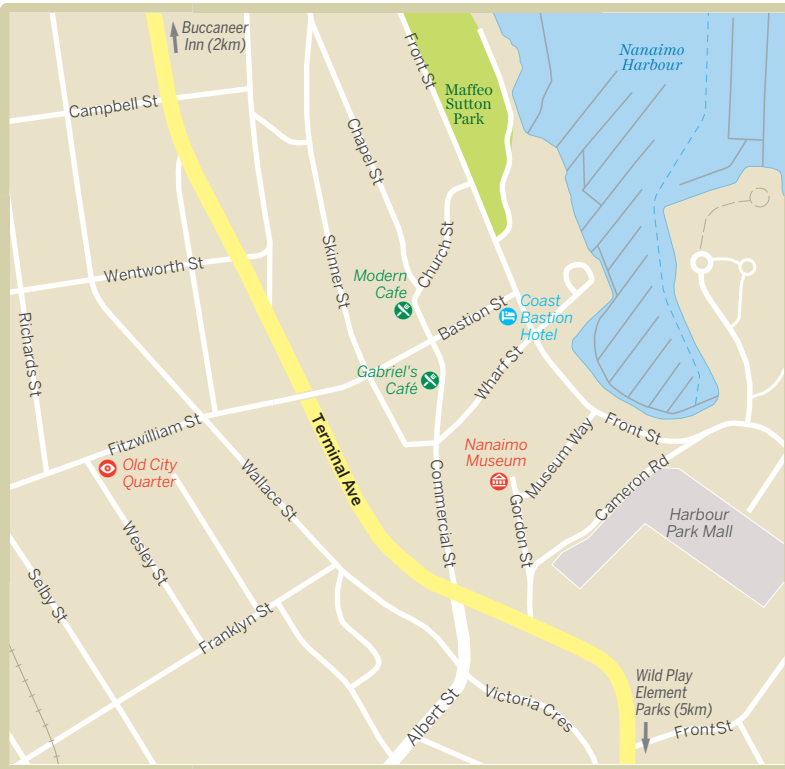 Buccaneer
Inn (2km)
Nanaimo
Harbour
Front St
Maffeo
Sutton
Park
Campbell St
Chapel St
Church St
Skinner St
Wentworth St
Modern
Cafe
Bastion St
Coast
Bastion
Hotel
Richards St
Gabriel's
Café
Wharf St
Fitzwilliam St
Terminal Ave
Front St
Nanaimo
Museum
Museum Way
Old City
Quarter
Wallace St
Commercial St
Gordon St
Cameron Rd
Harbour
Park Mall
Wesley St
Selby St
Franklyn St
Wild Play
Element
Parks (5km)
Albert St
Victoria Cres
Front St